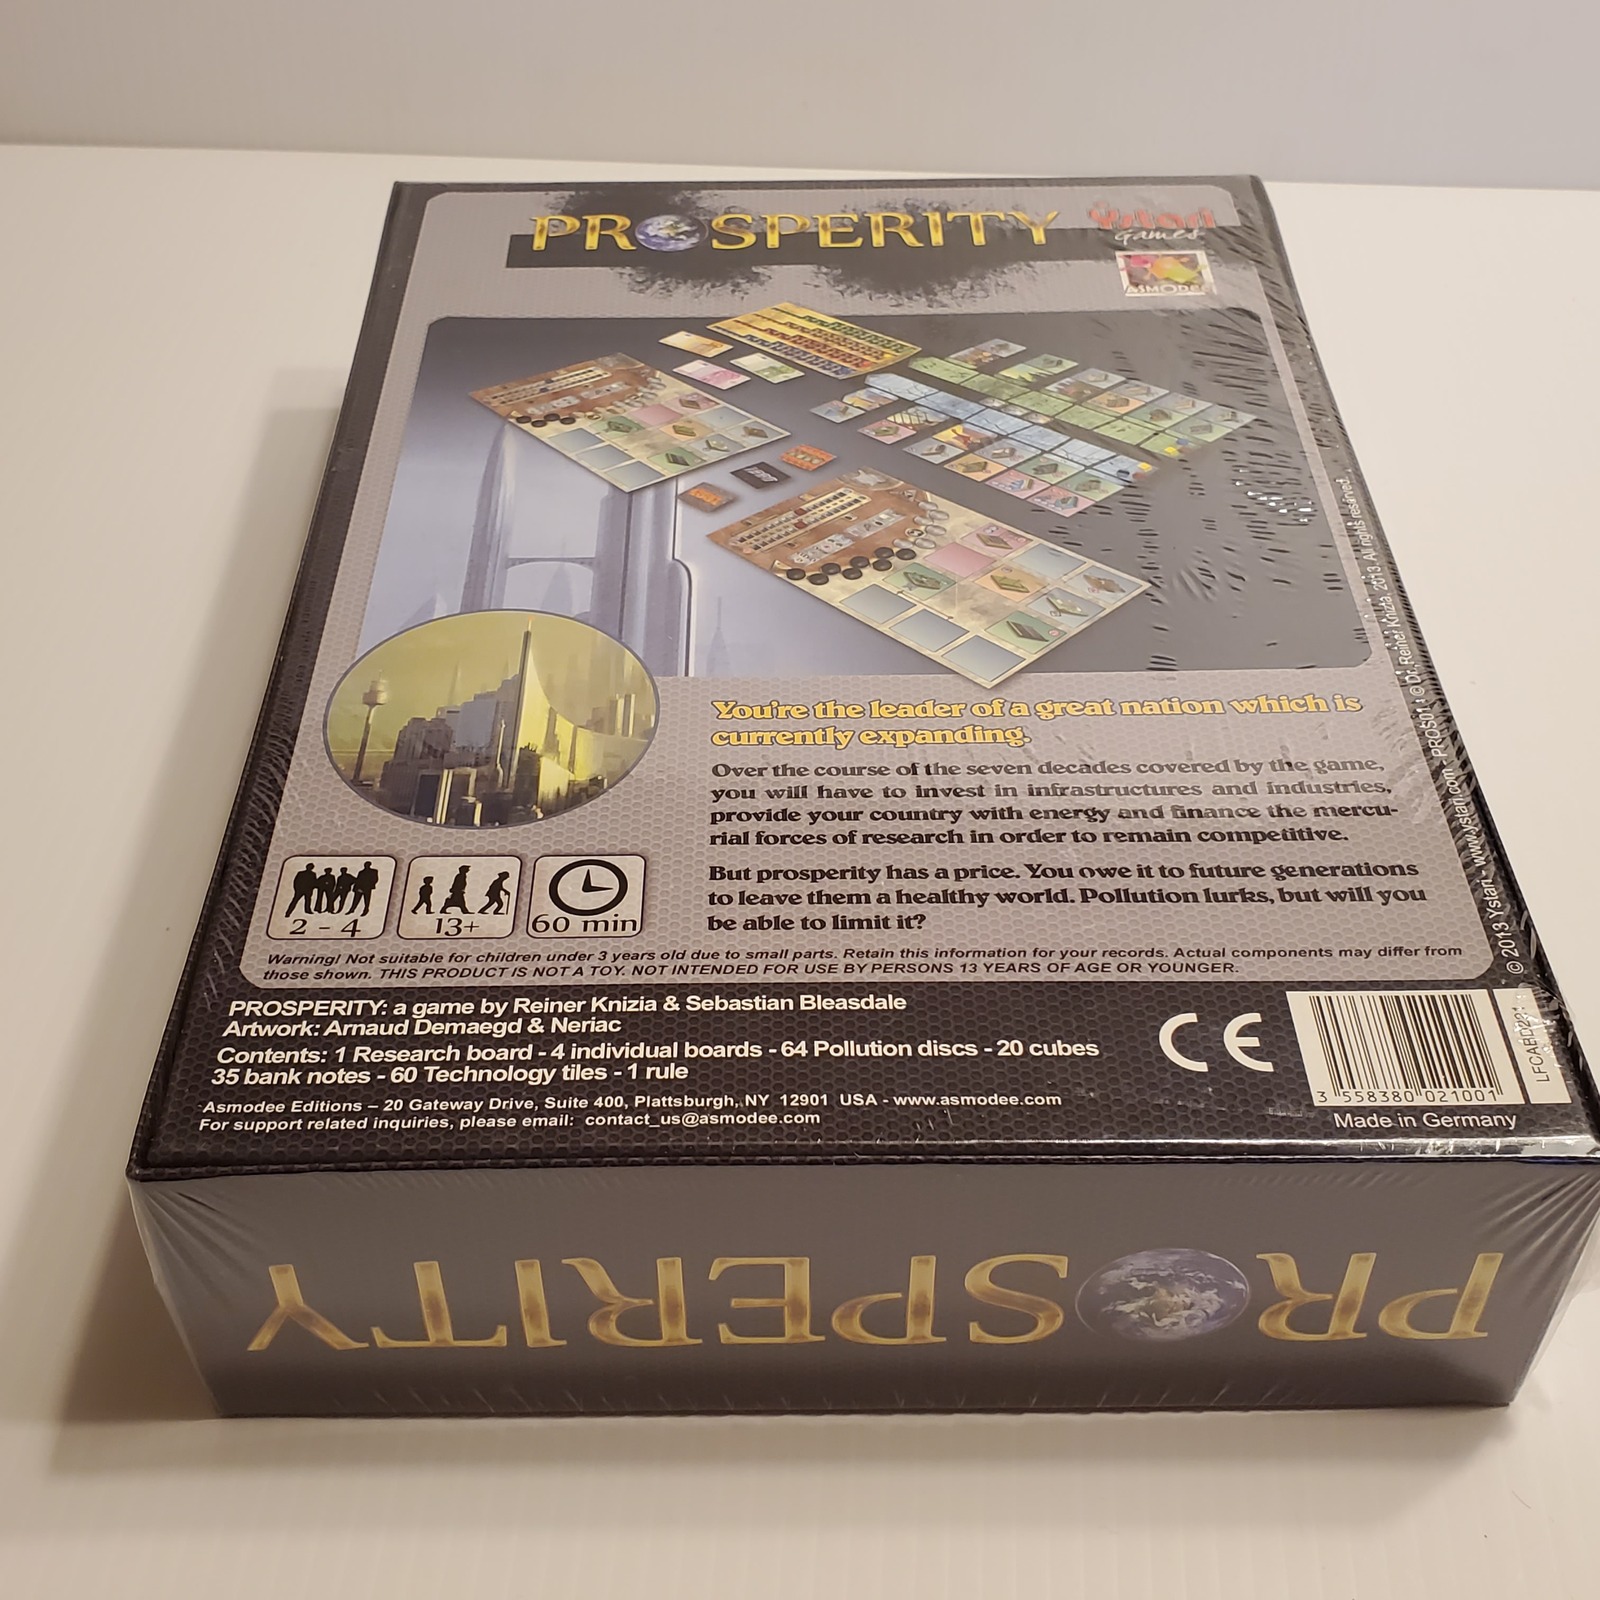 PROSPERITY
Ystari
Games
ASMODEE
You're the leader of a great nation which is
currently expanding.
Over the course of the seven decades covered by the game,
you will have to invest in infrastructures and industries,
provide your country with energy and finance the mercu-
rial forces of research in order to remain competitive.
But prosperity has a price. You owe it to future generations
to leave them a healthy world. Pollution lurks, but will you
be able to limit it?
2 - 4
13+
60 min
Warning! Not suitable for children under 3 years old due to small parts. Retain this information for your records. Actual components may differ from
those shown. THIS PRODUCT IS NOT A TOY. NOT INTENDED FOR USE BY PERSONS 13 YEARS OF AGE OR YOUNGER.
© 2013 Ystari - www.ystari.com - PROS01 - © Dr. Reiner Knizia, 2013. All rights reserved.
PROSPERITY: a game by Reiner Knizia & Sebastian Bleasdale
Artwork: Arnaud Demaegd & Neriac
Contents: 1 Research board - 4 individual boards - 64 Pollution discs - 20 cubes
35 bank notes - 60 Technology tiles - 1 rule
Asmodee Editions – 20 Gateway Drive, Suite 400, Plattsburgh, NY 12901 USA - www.asmodee.com
For support related inquiries, please email: contact_us@asmodee.com
CE
3 558380 021001
Made in Germany
PROSPERITY